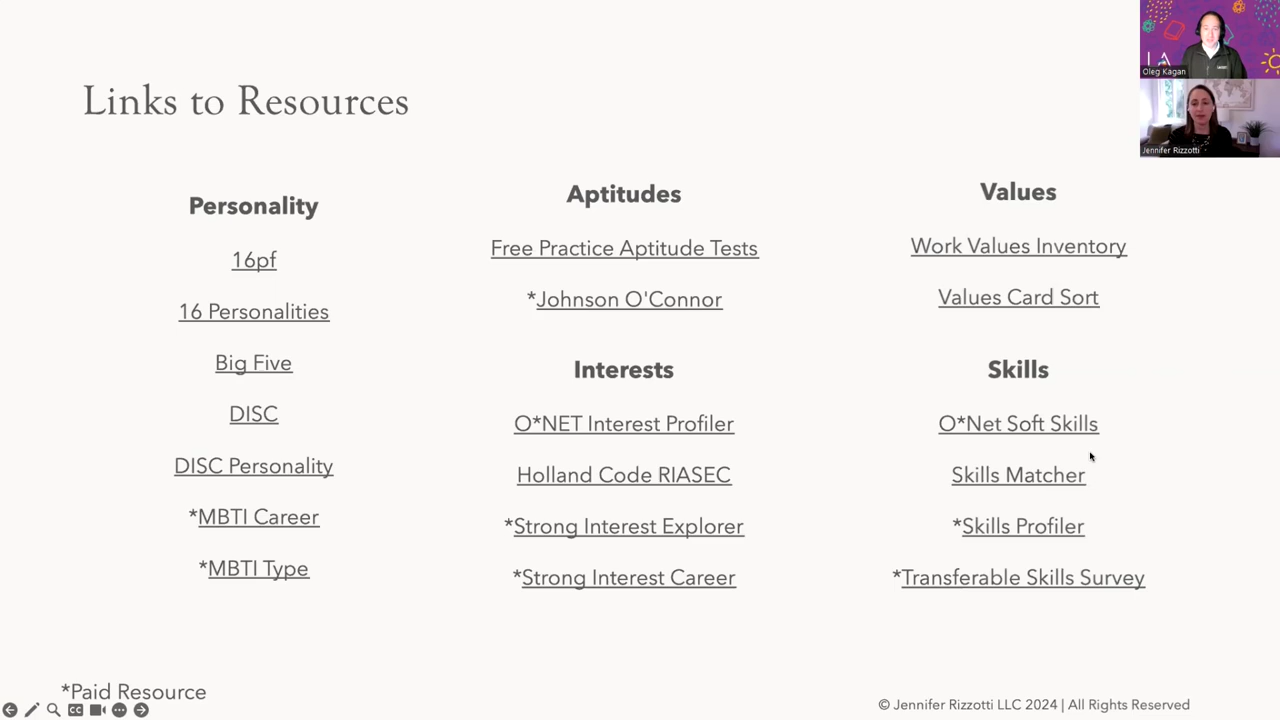 Links to Resources
Personality
16pf
16 Personalities
Big Five
DISC
DISC Personality
*MBTI Career
*MBTI Type
Aptitudes
Free Practice Aptitude Tests
*Johnson O'Connor
Interests
O*NET Interest Profiler
Holland Code RIASEC
*Strong Interest Explorer
*Strong Interest Career
Values
Work Values Inventory
Values Card Sort
Skills
O*Net Soft Skills
Skills Matcher
*Skills Profiler
*Transferable Skills Survey
*Paid Resource
© Jennifer Rizzotti LLC 2024 | All Rights Reserved
Oleg Kagan
Jennifer Rizzotti
CC